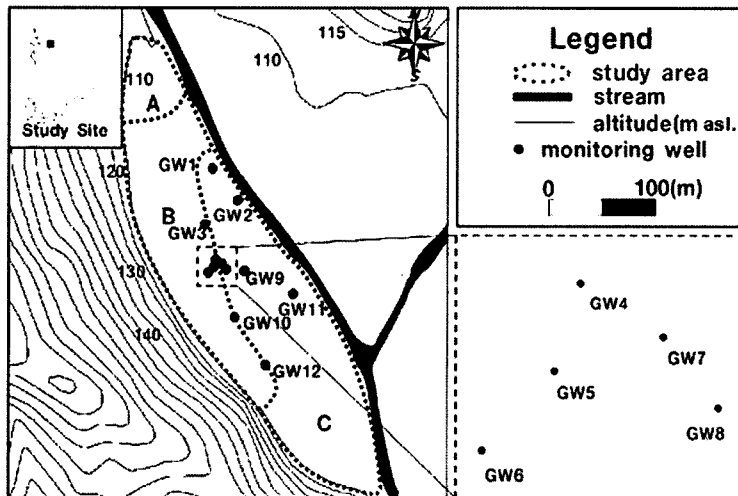 Study Site
110
A
120
GW1
GW2
B
GW3
130
GW9
GW11
140
GW10
GW12
C
115
110
S
Legend
study area
stream
altitude(m asl.
monitoring well
0 100(m)
GW4
GW7
GW5
GW8
GW6